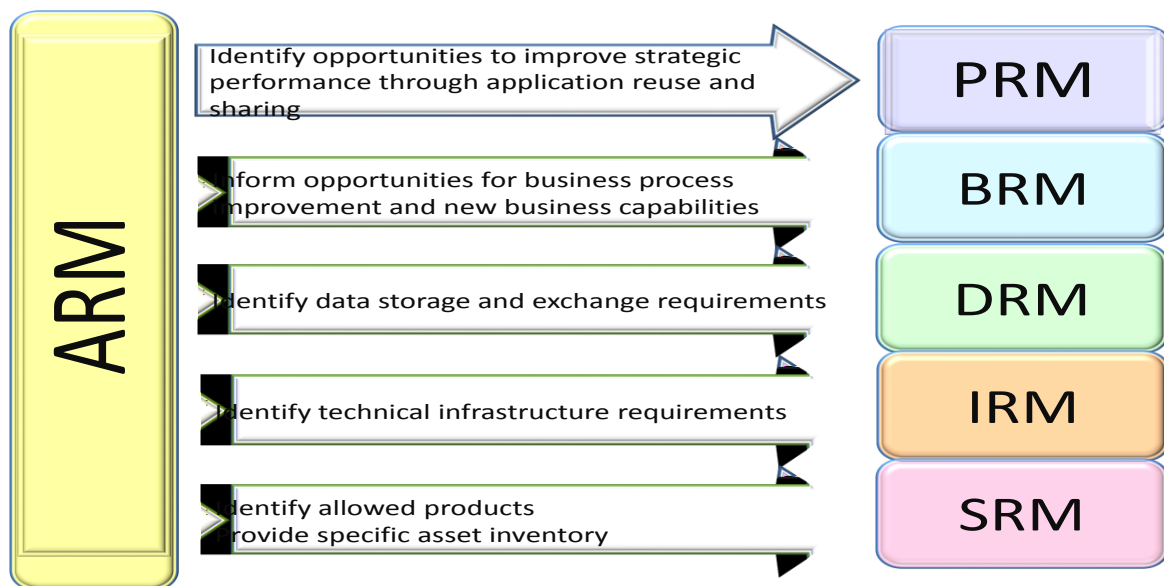 ARM
Identify opportunities to improve strategic
performance through application reuse and
sharing
PRM
Inform opportunities for business process
improvement and new business capabilities
BRM
Identify data storage and exchange requirements
DRM
Identify technical infrastructure requirements
IRM
Identify allowed products
Provide specific asset inventory
SRM